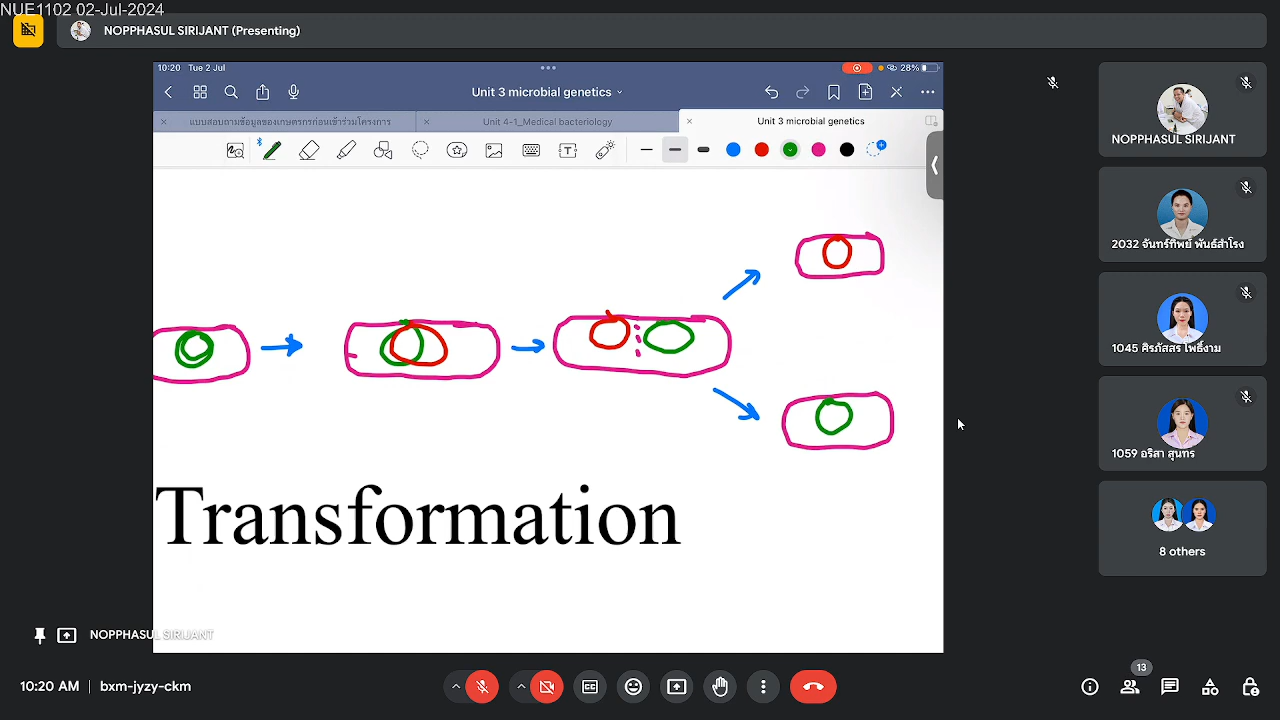 NUE1102 02-Jul-2024
NOPPHASUL SIRIJANT (Presenting)
10:20 Tue 2 Jul
28%
Unit 3 microbial genetics
แบบสอบถามข้อมูลของเกษตรกรก่อนเข้าร่วมโครงการ
Unit 4-1_Medical bacteriology
Unit 3 microbial genetics
NOPPHASUL SIRIJANT
2032 จันทร์ทิพย์ พันธ์สำโรง
1045 ศิรภัสสร โพธิ์งาม
1059 อริสา สุนทร
8 others
Transformation
NOPPHASUL SIRIJANT
10:20 AM | bxm-jyzy-ckm
13